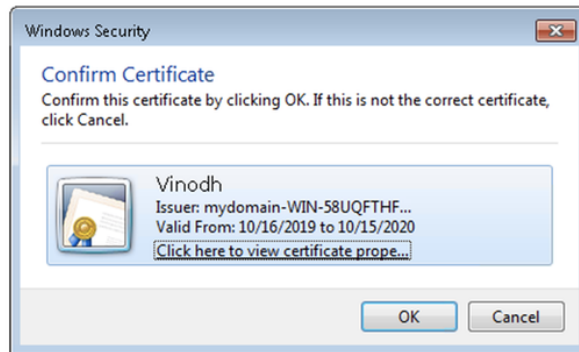 Windows Security
Confirm Certificate
Confirm this certificate by clicking OK. If this is not the correct certificate,
click Cancel.
Vinodh
Issuer: mydomain-WIN-58UQFTHF...
Valid From: 10/16/2019 to 10/15/2020
Click here to view certificate prope...
OK
Cancel